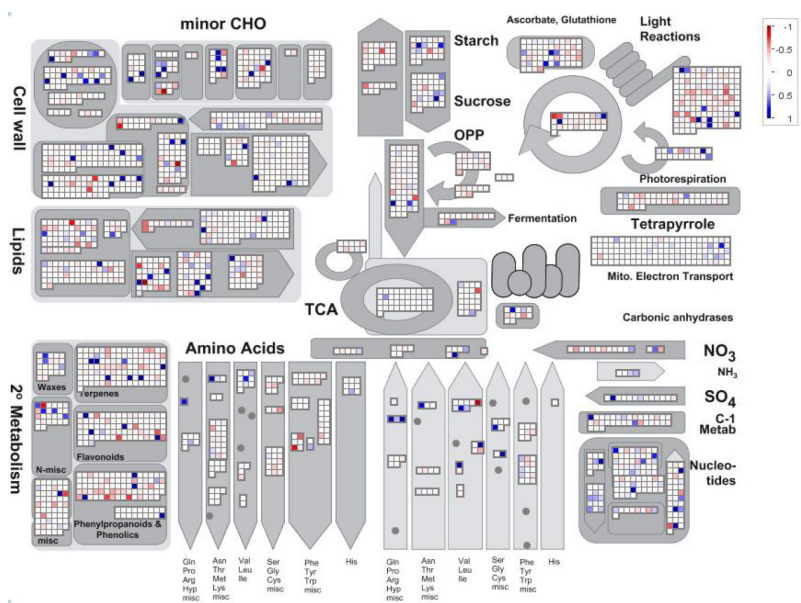 minor CHO
Cell wall
Lipids
Starch
Sucrose
OPP
Ascorbate, Glutathione
Light
Reactions
-1
-0.5
0
0.5
1
Photorespiration
Tetrapyrrole
Fermentation
Mito. Electron Transport
TCA
Carbonic anhydrases
Amino Acids
NO3
NH3
SO4
C-1
Metab
Nucleo-
tides
2º Metabolism
Waxes
Terpenes
N-misc
Flavonoids
misc
Phenylpropanoids &
Phenolics
Gln
Pro
Arg
Hyp
misc
Asn
Thr
Met
Lys
misc
Val
Leu
Ile
Ser
Gly
Cys
misc
Phe
Tyr
Trp
misc
His
Gln
Pro
Arg
Hyp
misc
Asn
Thr
Met
Lys
misc
Val
Leu
Ile
Ser
Gly
Cys
misc
Phe
Tyr
Trp
misc
His